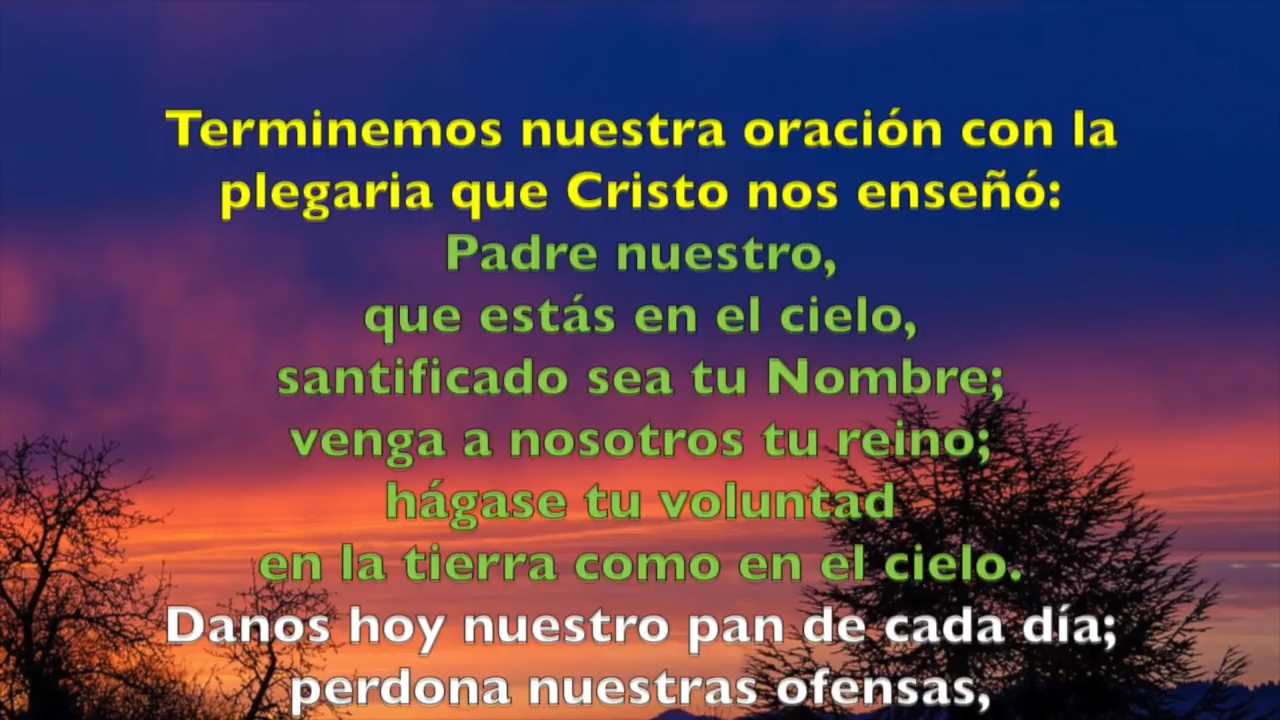 Terminemos nuestra oración con la
plegaria que Cristo nos enseñó:
Padre nuestro,
que estás en el cielo,
santificado sea tu Nombre;
venga a nosotros tu reino;
hágase tu voluntad
en la tierra como en el cielo.
Danos hoy nuestro pan de cada día;
perdona nuestras ofensas,